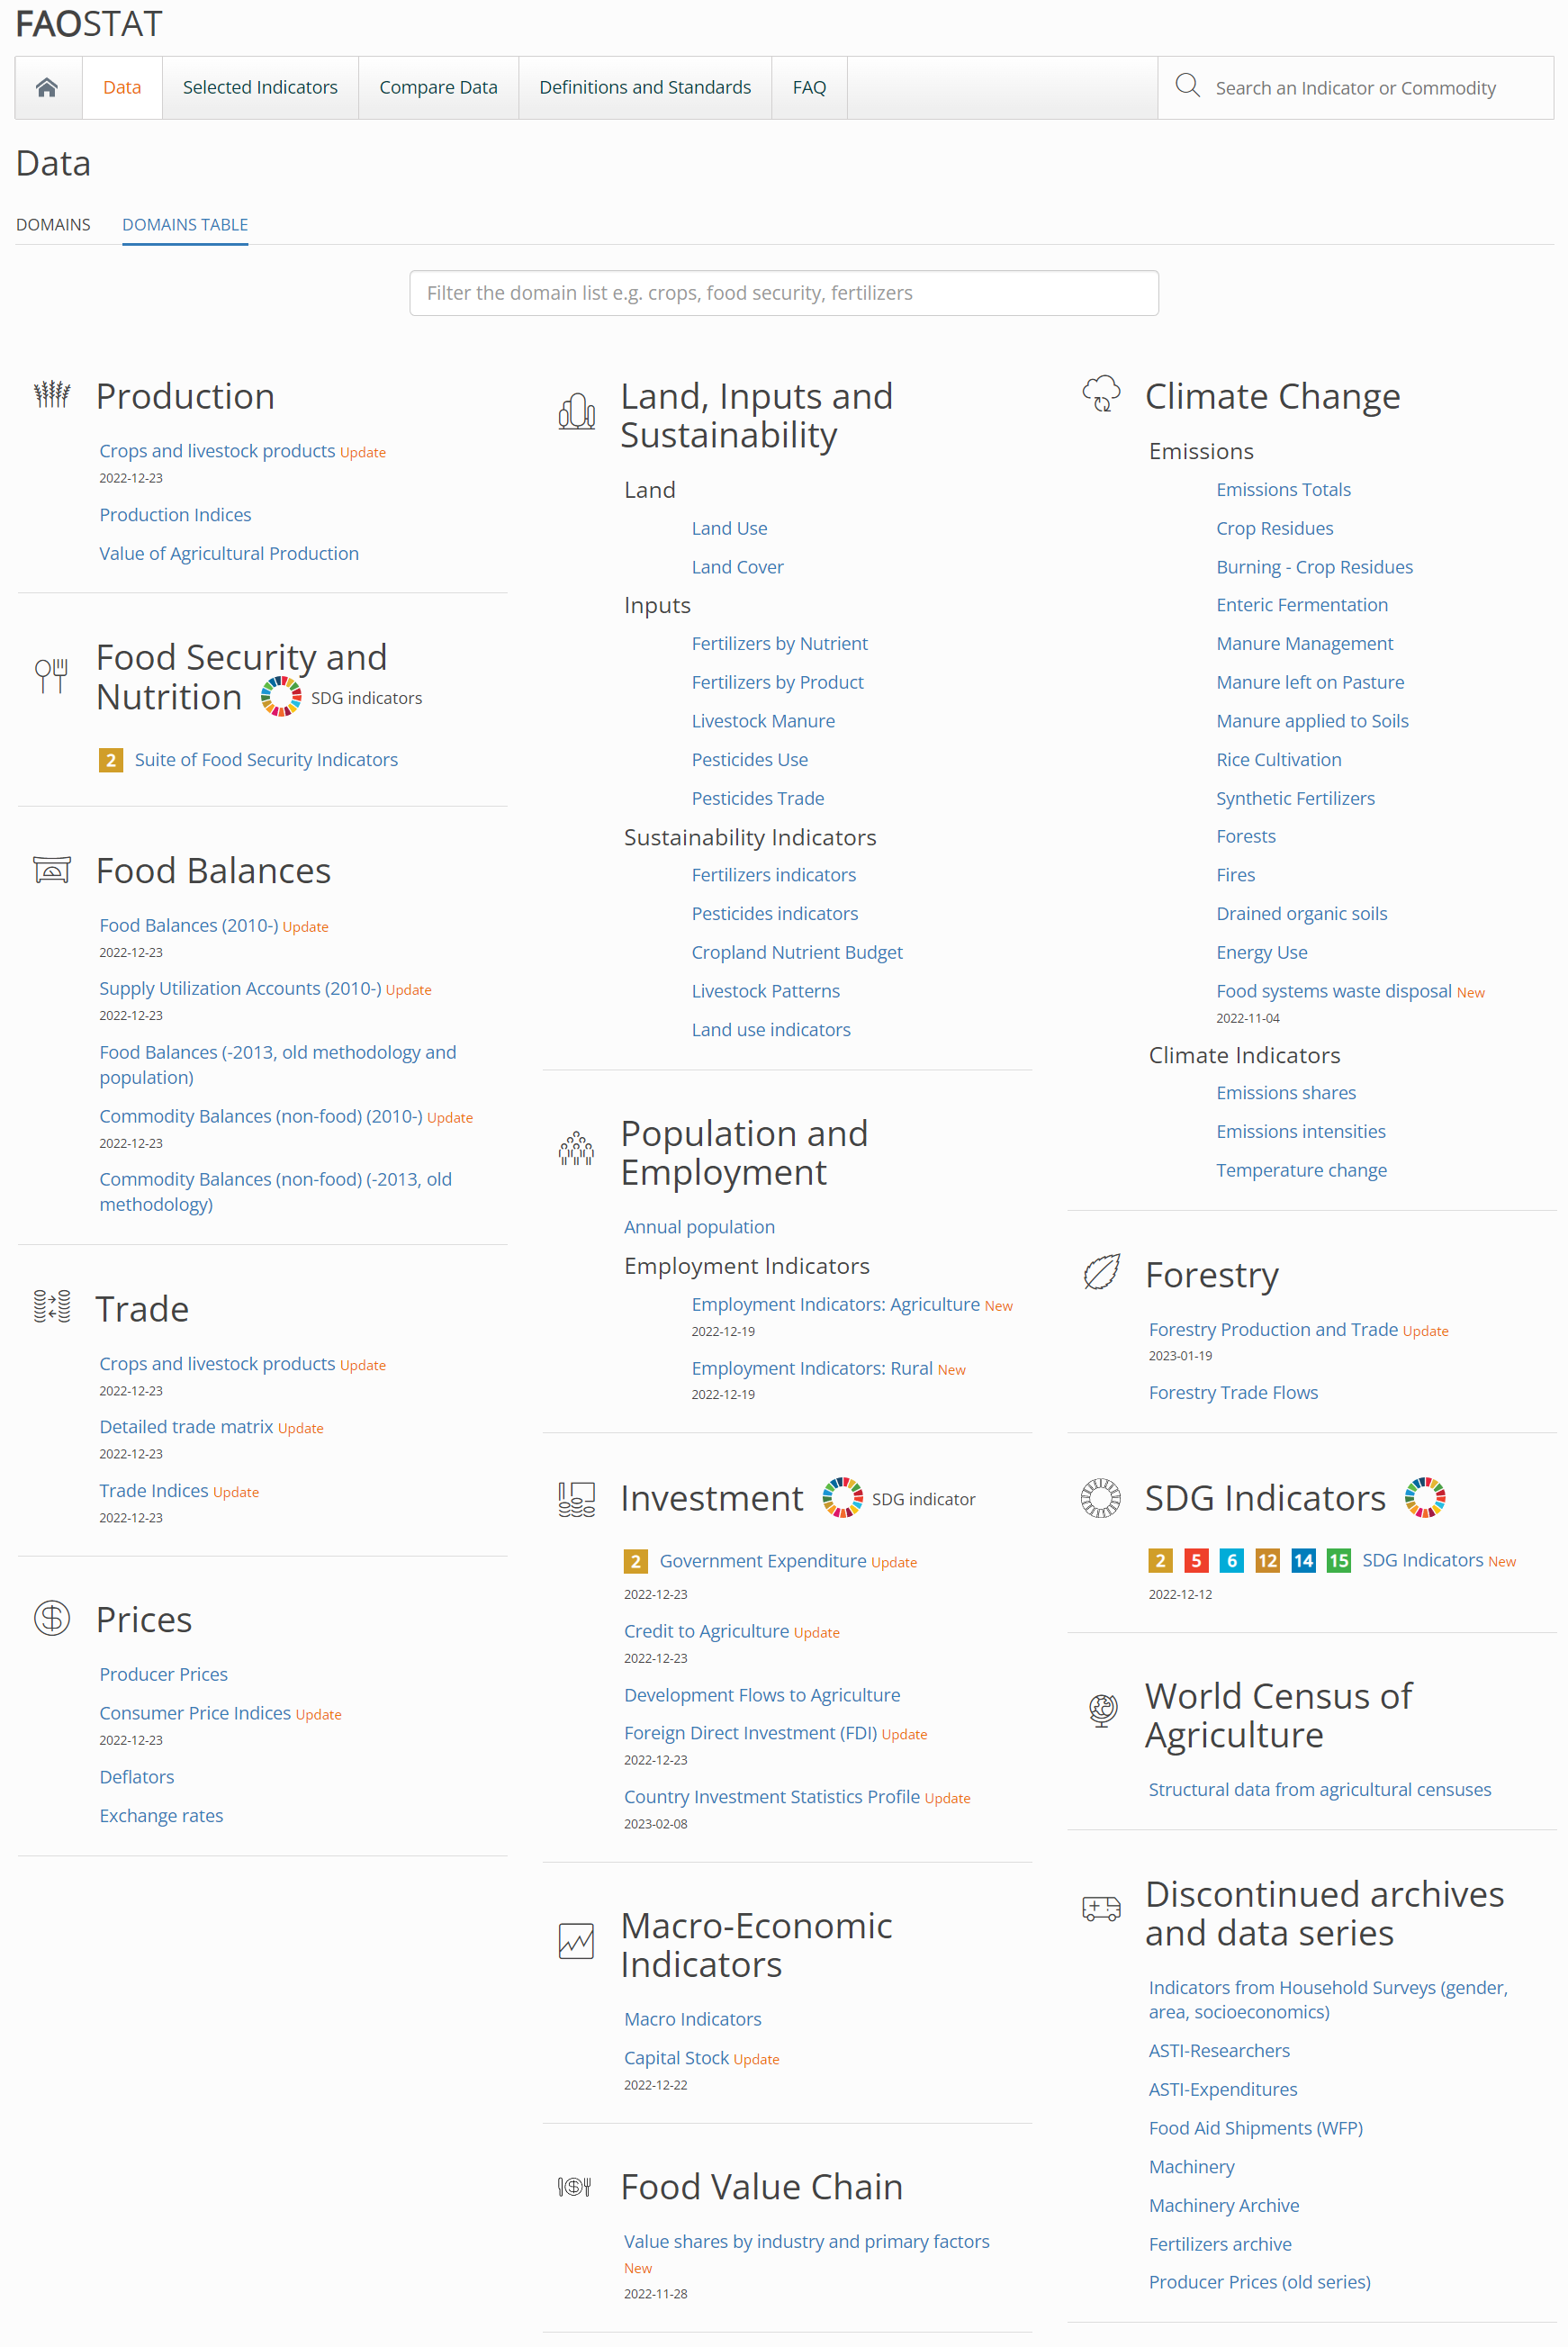 FAOSTAT
Data
Selected Indicators
Compare Data
Definitions and Standards
FAQ
Search an Indicator or Commodity
Data
DOMAINS
DOMAINS TABLE
Filter the domain list e.g. crops, food security, fertilizers
Production
Crops and livestock products Update
2022-12-23
Production Indices
Value of Agricultural Production
Food Security and
Nutrition SDG indicators
2 Suite of Food Security Indicators
Food Balances
Food Balances (2010-) Update
2022-12-23
Supply Utilization Accounts (2010-) Update
2022-12-23
Food Balances (-2013, old methodology and
population)
Commodity Balances (non-food) (2010-) Update
2022-12-23
Commodity Balances (non-food) (-2013, old
methodology)
Trade
Crops and livestock products Update
2022-12-23
Detailed trade matrix Update
2022-12-23
Trade Indices Update
2022-12-23
Prices
Producer Prices
Consumer Price Indices Update
2022-12-23
Deflators
Exchange rates
Land, Inputs and
Sustainability
Land
Land Use
Land Cover
Inputs
Fertilizers by Nutrient
Fertilizers by Product
Livestock Manure
Pesticides Use
Pesticides Trade
Sustainability Indicators
Fertilizers indicators
Pesticides indicators
Cropland Nutrient Budget
Livestock Patterns
Land use indicators
Population and
Employment
Annual population
Employment Indicators
Employment Indicators: Agriculture New
2022-12-19
Employment Indicators: Rural New
2022-12-19
Investment SDG indicator
2 Government Expenditure Update
2022-12-23
Credit to Agriculture Update
2022-12-23
Development Flows to Agriculture
Foreign Direct Investment (FDI) Update
2022-12-23
Country Investment Statistics Profile Update
2023-02-08
Macro-Economic
Indicators
Macro Indicators
Capital Stock Update
2022-12-22
Food Value Chain
Value shares by industry and primary factors
New
2022-11-28
Climate Change
Emissions
Emissions Totals
Crop Residues
Burning - Crop Residues
Enteric Fermentation
Manure Management
Manure left on Pasture
Manure applied to Soils
Rice Cultivation
Synthetic Fertilizers
Forests
Fires
Drained organic soils
Energy Use
Food systems waste disposal New
2022-11-04
Climate Indicators
Emissions shares
Emissions intensities
Temperature change
Forestry
Forestry Production and Trade Update
2023-01-19
Forestry Trade Flows
SDG Indicators
2 5 6 12 14 15 SDG Indicators New
2022-12-12
World Census of
Agriculture
Structural data from agricultural censuses
Discontinued archives
and data series
Indicators from Household Surveys (gender,
area, socioeconomics)
ASTI-Researchers
ASTI-Expenditures
Food Aid Shipments (WFP)
Machinery
Machinery Archive
Fertilizers archive
Producer Prices (old series)